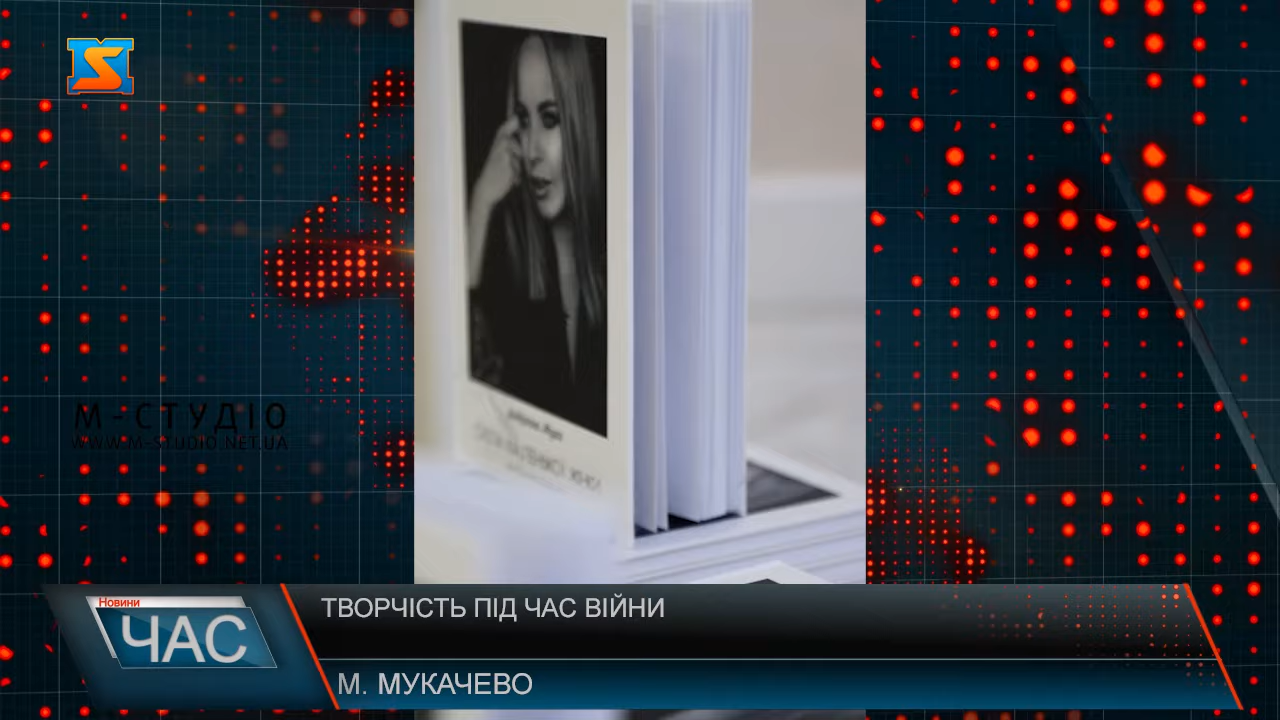 М-СТУДІО
WWW.M-STUDIO.NET.UA
Новини
ЧАС
ТВОРЧІСТЬ ПІД ЧАС ВІЙНИ
М. МУКАЧЕВО